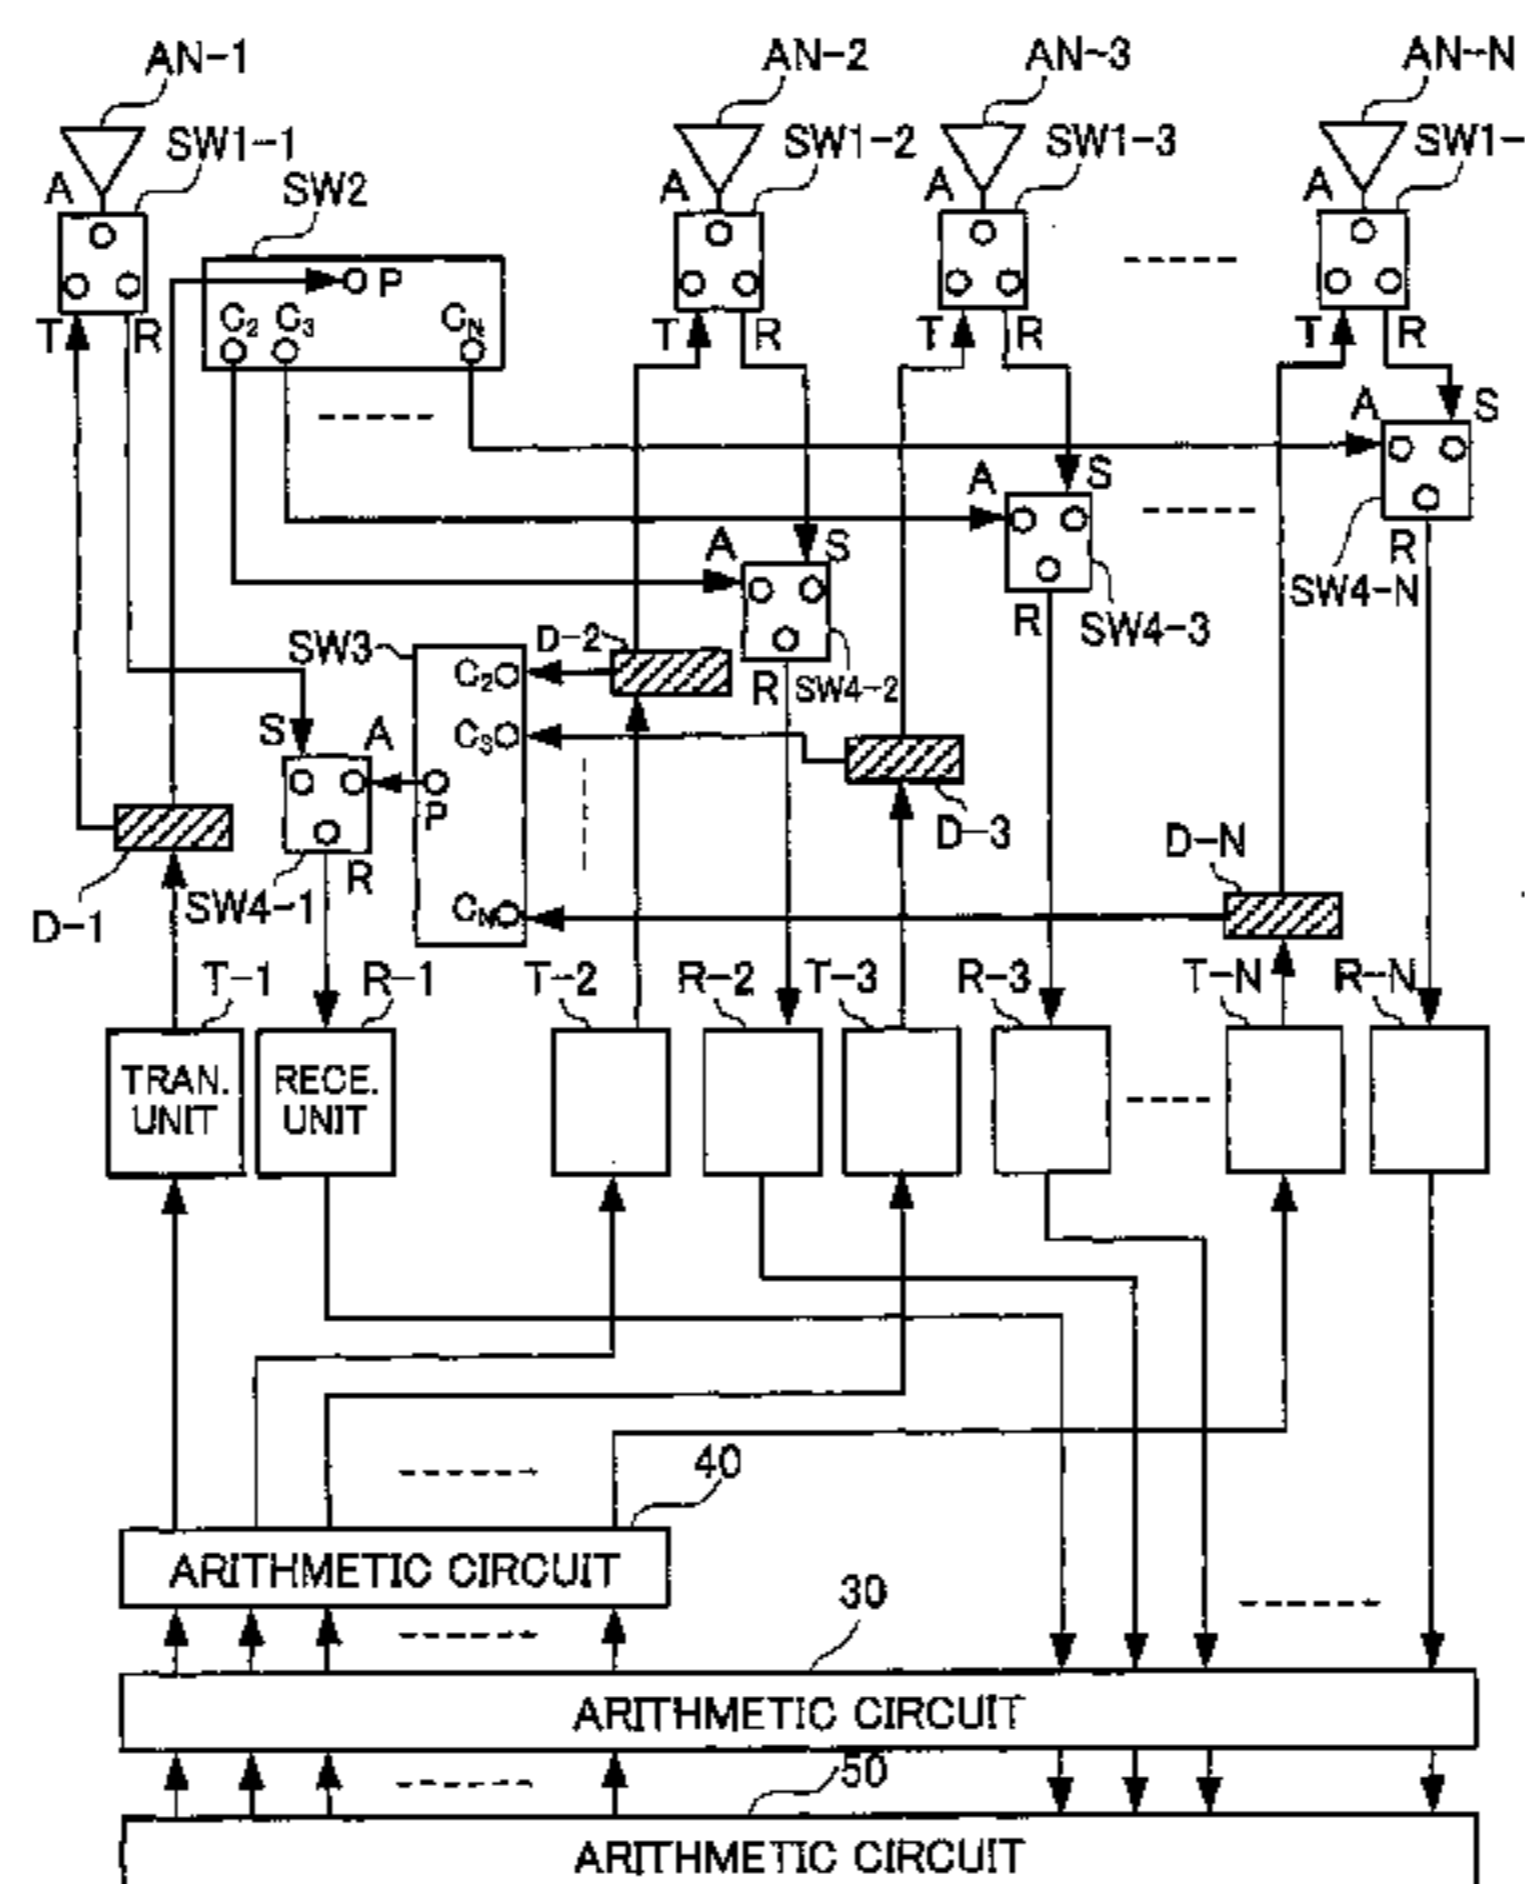 AN-1
AN-2
AN-3
AN-N
SW1-1
SW1-2
SW1-3
SW1-
A
A
A
A
SW2
P
C2 C3 CN
T R
T R
T R
T R
A S
A S
A S
R
R
R
SW4-N
SW4-3
SW4-2
SW3
D-2
C2
C3
S A
P
R
SW4-1
D-1
D-3
D-N
CN
T-1
R-1
T-2
R-2
T-3
R-3
T-N
R-N
TRAN.
UNIT
RECE.
UNIT
40
ARITHMETIC CIRCUIT
30
ARITHMETIC CIRCUIT
50
ARITHMETIC CIRCUIT